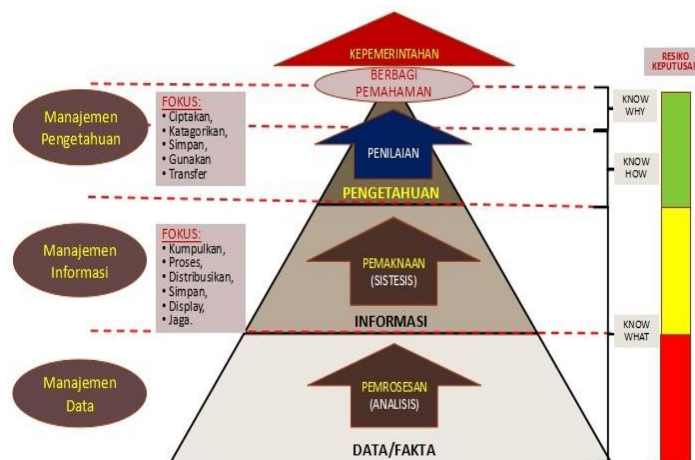 KEPEMERINTAHAN
RESIKO
KEPUTUSAN
BERBAGI
PEMAHAMAN
Manajemen
Pengetahuan
FOKUS:
• Ciptakan,
• Katagorikan,
• Simpan,
• Gunakan
• Transfer
KNOW
WHY
PENILAIAN
KNOW
HOW
PENGETAHUAN
Manajemen
Informasi
FOKUS:
• Kumpulkan,
• Proses,
• Distribusikan,
• Simpan,
• Display,
• Jaga.
PEMAKNAAN
(SISTESIS)
INFORMASI
KNOW
WHAT
Manajemen
Data
PEMROSESAN
(ANALISIS)
DATA/FAKTA